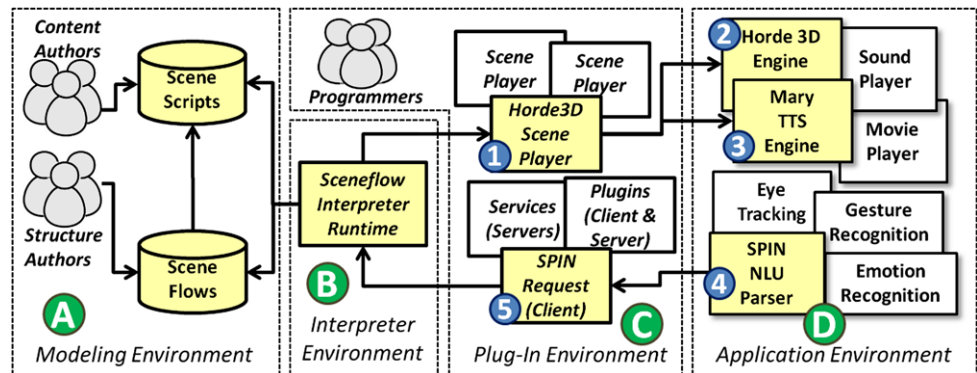 Content
Authors
Scene
Scripts
Structure
Authors
Scene
Flows
A
Modeling Environment
Programmers
Sceneflow
Interpreter
Runtime
B
Interpreter
Environment
Scene
Player
Scene
Player
Horde3D
Scene
Player
1
Services
(Servers)
Plugins
(Client &
Server)
SPIN
Request
(Client)
5
C
Plug-In Environment
2
Horde 3D
Engine
Sound
Player
Mary
TTS
Engine
3
Movie
Player
Eye
Tracking
Gesture
Recognition
SPIN
NLU
Parser
4
Emotion
Recognition
D
Application Environment